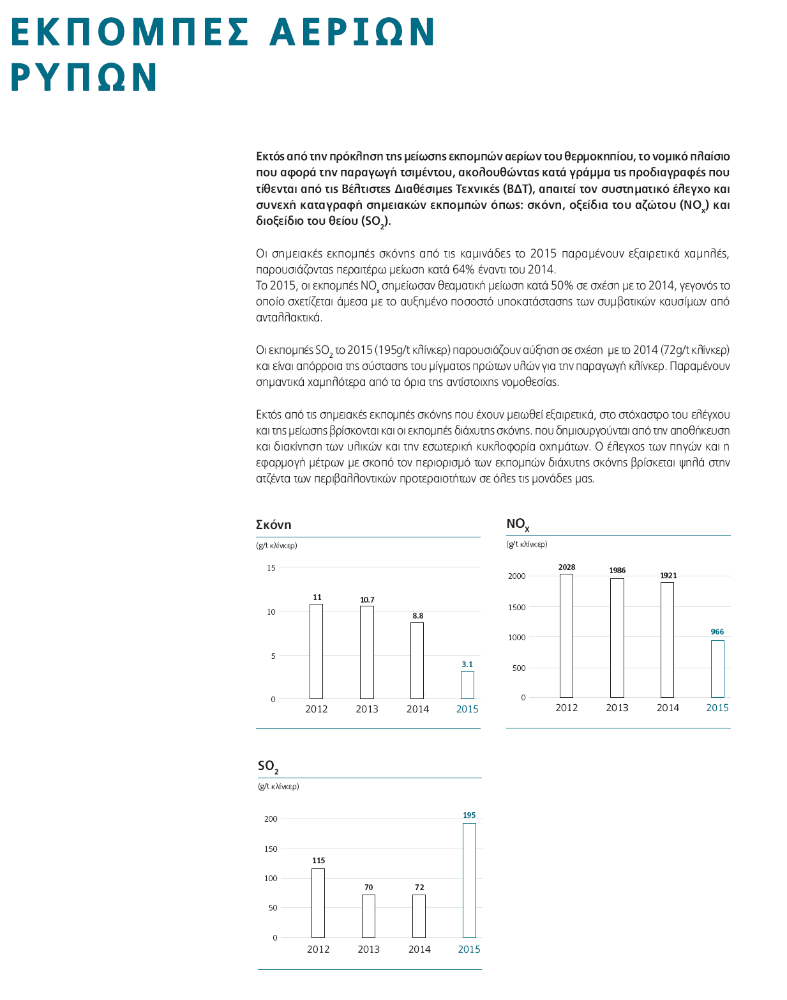 ΕΚΠΟΜΠΕΣ ΑΕΡΙΩΝ
ΡΥΠΩΝ
Εκτός από την πρόκληση της μείωσης εκπομπών αερίων του θερμοκηπίου, το νομικό πλαίσιο
που αφορά την παραγωγή τσιμέντου, ακολουθώντας κατά γράμμα τις προδιαγραφές που
τίθενται από τις Βέλτιστες Διαθέσιμες Τεχνικές (ΒΔΤ), απαιτεί τον συστηματικό έλεγχο και
συνεχή καταγραφή σημειακών εκπομπών όπως: σκόνη, οξείδια του αζώτου (NOx) και
διοξείδιο του θείου (SO2).
Οι σημειακές εκπομπές σκόνης από τις καμινάδες το 2015 παραμένουν εξαιρετικά χαμηλές,
παρουσιάζοντας περαιτέρω μείωση κατά 64% έναντι του 2014.
Το 2015, οι εκπομπές NOx σημείωσαν θεαματική μείωση κατά 50% σε σχέση με το 2014, γεγονός το
οποίο σχετίζεται άμεσα με το αυξημένο ποσοστό υποκατάστασης των συμβατικών καυσίμων από
ανταλλακτικά.
Οι εκπομπές SO2 το 2015 (195g/t κλίνκερ) παρουσιάζουν αύξηση σε σχέση με το 2014 (72g/t κλίνκερ)
και είναι απόρροια της σύστασης του μίγματος πρώτων υλών για την παραγωγή κλίνκερ. Παραμένουν
σημαντικά χαμηλότερα από τα όρια της αντίστοιχης νομοθεσίας.
Εκτός από τις σημειακές εκπομπές σκόνης που έχουν μειωθεί εξαιρετικά, στο στόχαστρο του ελέγχου
και της μείωσης βρίσκονται και οι εκπομπές διάχυτης σκόνης. που δημιουργούνται από την αποθήκευση
και διακίνηση των υλικών και την εσωτερική κυκλοφορία οχημάτων. Ο έλεγχος των πηγών και η
εφαρμογή μέτρων με σκοπό τον περιορισμό των εκπομπών διάχυτης σκόνης βρίσκεται ψηλά στην
ατζέντα των περιβαλλοντικών προτεραιοτήτων σε όλες τις μονάδες μας.
Σκόνη
(g/t κλίνκερ)
15
10
5
0
11
10.7
8.8
3.1
2012 2013 2014 2015
NOX
(g/t κλίνκερ)
2000
1500
1000
500
0
2028
1986
1921
966
2012 2013 2014 2015
SO2
(g/t κλίνκερ)
200
150
100
50
0
115
70
72
195
2012 2013 2014 2015